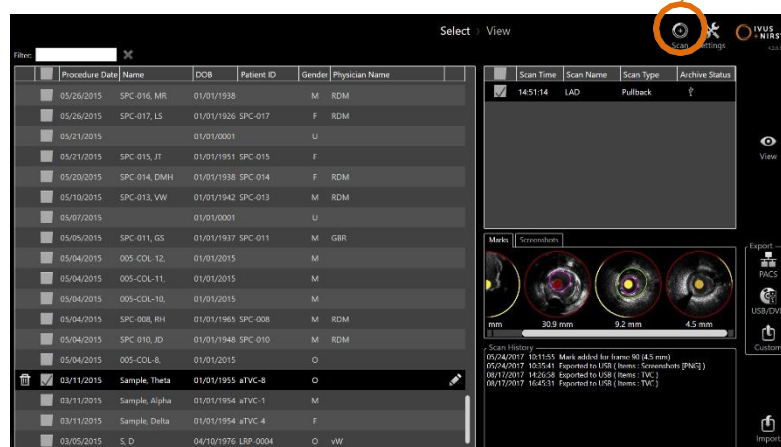 Select > View
IVUS
+NIRS
Scan Settings
Filter:
Procedure Date Name DOB Patient ID Gender Physician Name
05/26/2015 SPC-016, MR 01/01/1938 M RDM
05/26/2015 SPC-017, LS 01/01/1926 SPC-017 F RDM
05/21/2015 01/01/0001 U
05/21/2015 SPC-015, JT 01/01/1951 SPC-015 F
05/20/2015 SPC-014, DMH 01/01/1938 SPC-014 F RDM
05/10/2015 SPC-013, VW 01/01/1942 SPC-013 M RDM
05/07/2015 01/01/0001 U
05/05/2015 SPC-011, GS 01/01/1937 SPC-011 M GBR
05/04/2015 005-COL-12, 01/01/2015 M
05/04/2015 005-COL-11, 01/01/2015 M
05/04/2015 005-COL-10, 01/01/2015 M
05/04/2015 SPC-008, RH 01/01/1965 SPC-008 M RDM
05/04/2015 SPC 010, JD 01/01/1948 SPC-010 M RDM
05/04/2015 005-COL-8, 01/01/2015 O
03/11/2015 Sample, Theta 01/01/1955 aTVC-8 O
03/11/2015 Sample, Alpha 01/01/1954 aTVC-1 M
03/11/2015 Sample, Delta 01/01/1954 aTVC 4 F
03/05/2015 S, D 04/10/1976 LRP-0004 O vW
Scan Time Scan Name Scan Type Archive Status
14:51:14 LAD Pullback
View
Marks Screenshots
mm 30.9 mm 9.2 mm 4.5 mm
Scan History
05/24/2017 10:11:55 Mark added for frame 90 (4.5 mm)
05/24/2017 10:35:41 Exported to USB ( Items : Screenshots [PNG] )
08/17/2017 14:26:58 Exported to USB ( Items : TVC )
08/17/2017 16:45:31 Exported to USB ( Items : TVC )
Export
PACS
USB/DVD
Custom
Import